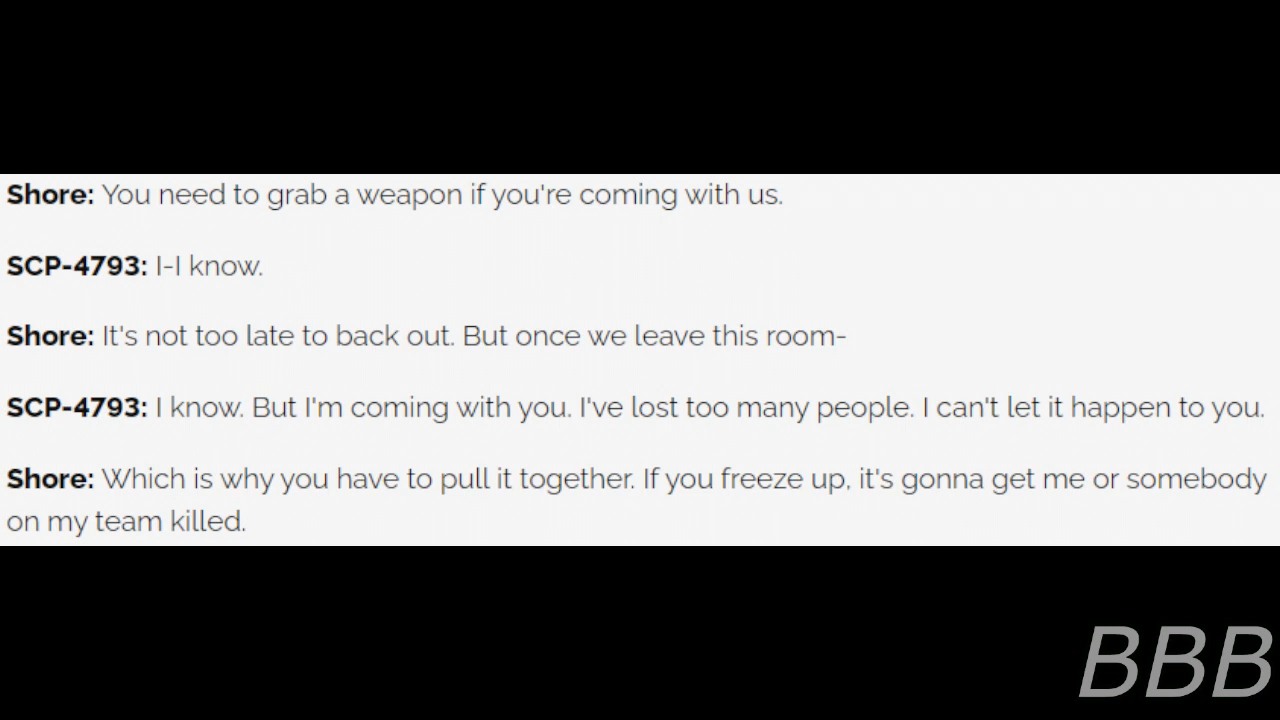 Shore: You need to grab a weapon if you're coming with us.
SCP-4793: I-I know.
Shore: It's not too late to back out. But once we leave this room-
SCP-4793: I know. But I'm coming with you. I've lost too many people. I can't let it happen to you.
Shore: Which is why you have to pull it together. If you freeze up, it's gonna get me or somebody
on my team killed.
BBB